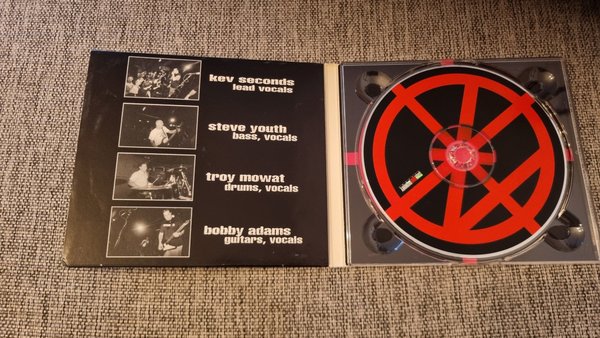 kev seconds
lead vocals
steve youth
bass, vocals
troy mowat
drums, vocals
bobby adams
guitars, vocals